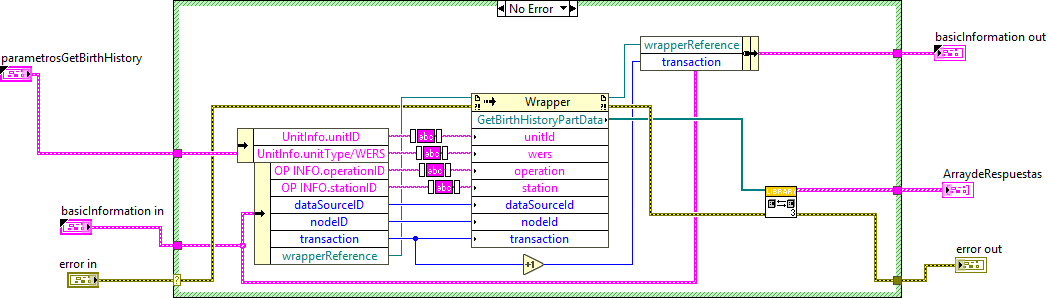 No Error
basicInformation out
wrapperReference
transaction
parametrosGetBirthHistory
Wrapper
GetBirthHistoryPartData
UnitInfo.unitID
abc
unitId
UnitInfo.unitType/WERS
abc
wers
OP INFO.operationID
abc
operation
OP INFO.stationID
abc
station
dataSourceID
dataSourceId
nodeID
nodeId
transaction
transaction
wrapperReference
+1
basicInformation in
error in
?
3
ArraydeRespuestas
error out